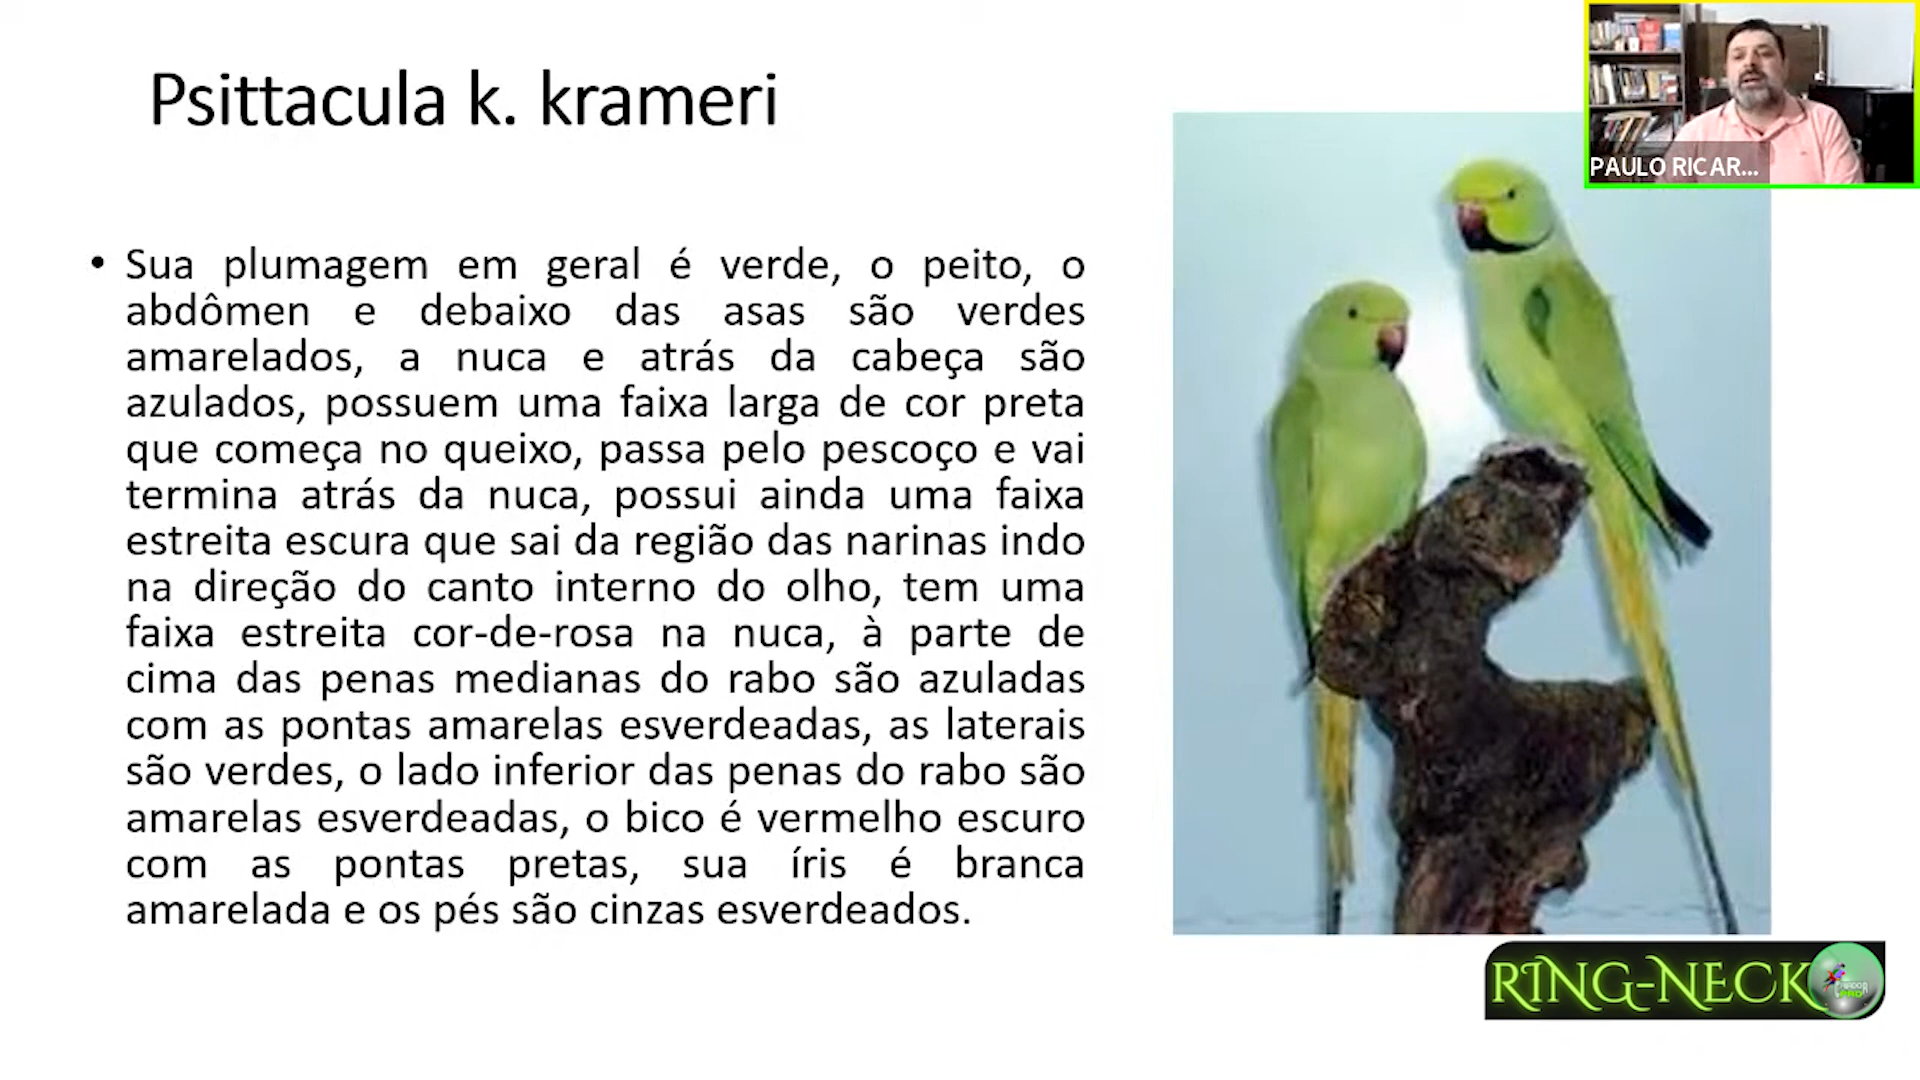 Psittacula k. krameri
PAULO RICAR...
• Sua plumagem em geral é verde, o peito, o
abdômen e debaixo das asas são verdes
amarelados, a nuca e atrás da cabeça são
azulados, possuem uma faixa larga de cor preta
que começa no queixo, passa pelo pescoço e vai
termina atrás da nuca, possui ainda uma faixa
estreita escura que sai da região das narinas indo
na direção do canto interno do olho, tem uma
faixa estreita cor-de-rosa na nuca, à parte de
cima das penas medianas do rabo são azuladas
com as pontas amarelas esverdeadas, as laterais
são verdes, o lado inferior das penas do rabo são
amarelas esverdeadas, o bico é vermelho escuro
com as pontas pretas, sua íris é branca
amarelada e os pés são cinzas esverdeados.
RING-NECK